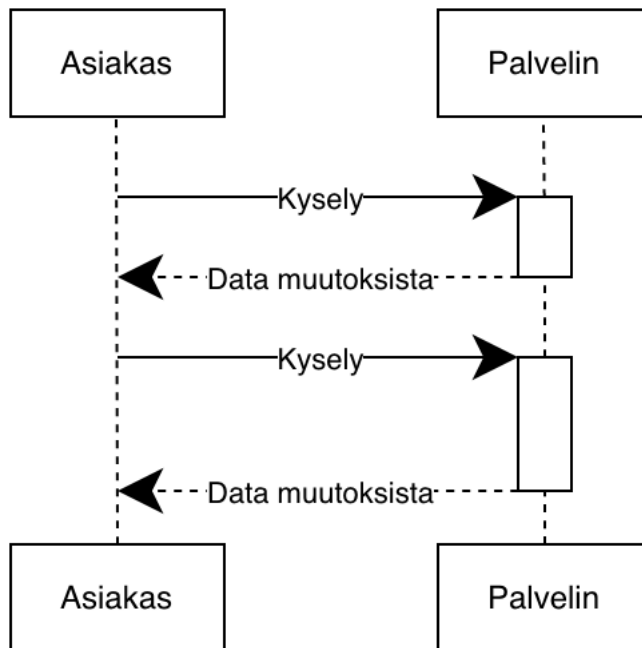 Asiakas
Palvelin
Kysely
Data muutoksista
Kysely
Data muutoksista
Asiakas
Palvelin